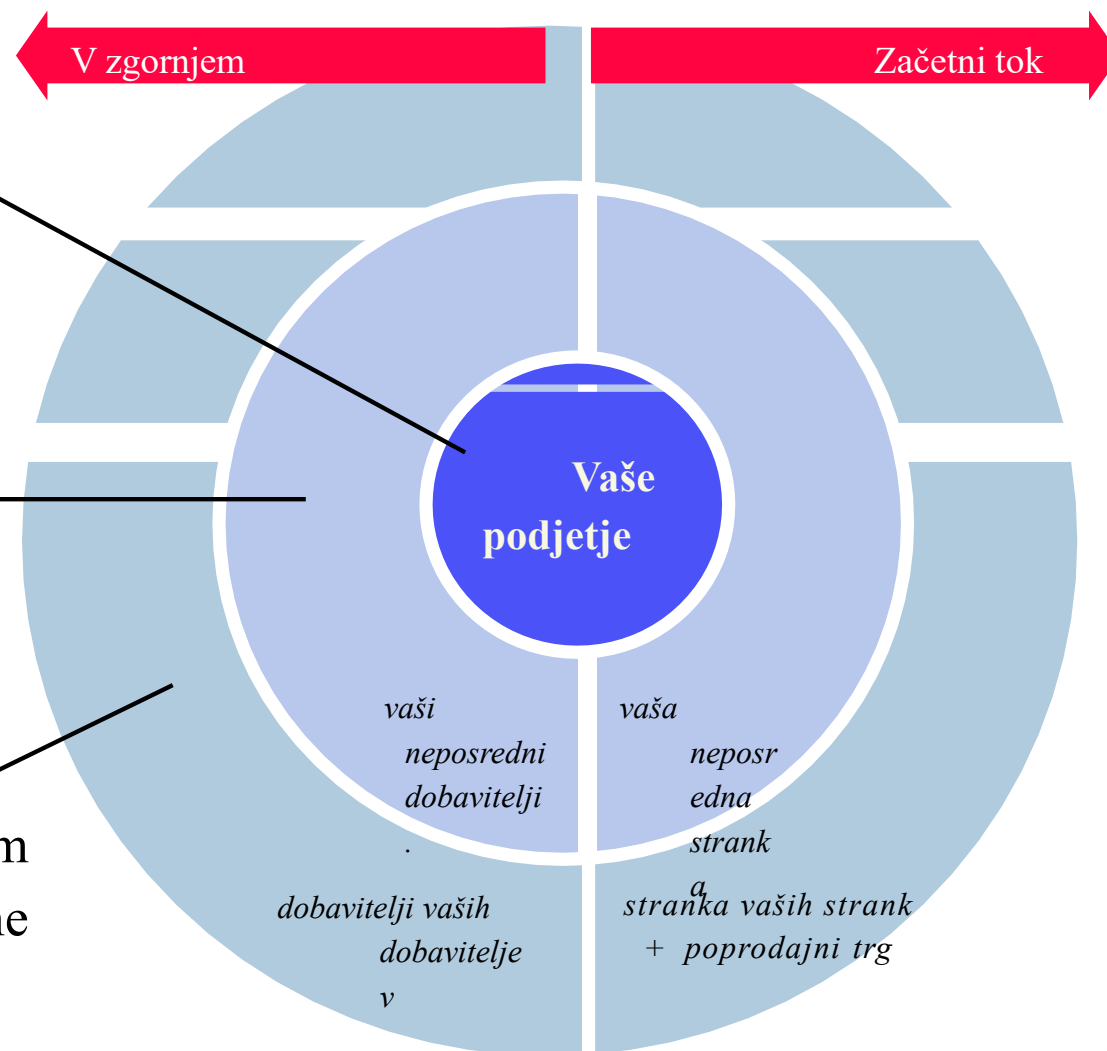 V zgornjem
Začetni tok
Vaše
podjetje
vaši
neposredni
dobavitelji
.
vaša
neposr
edna
strank
a
dobavitelji vaših
dobavitelje
v
stranka vaših strank
+ poprodajni trg
m
ne